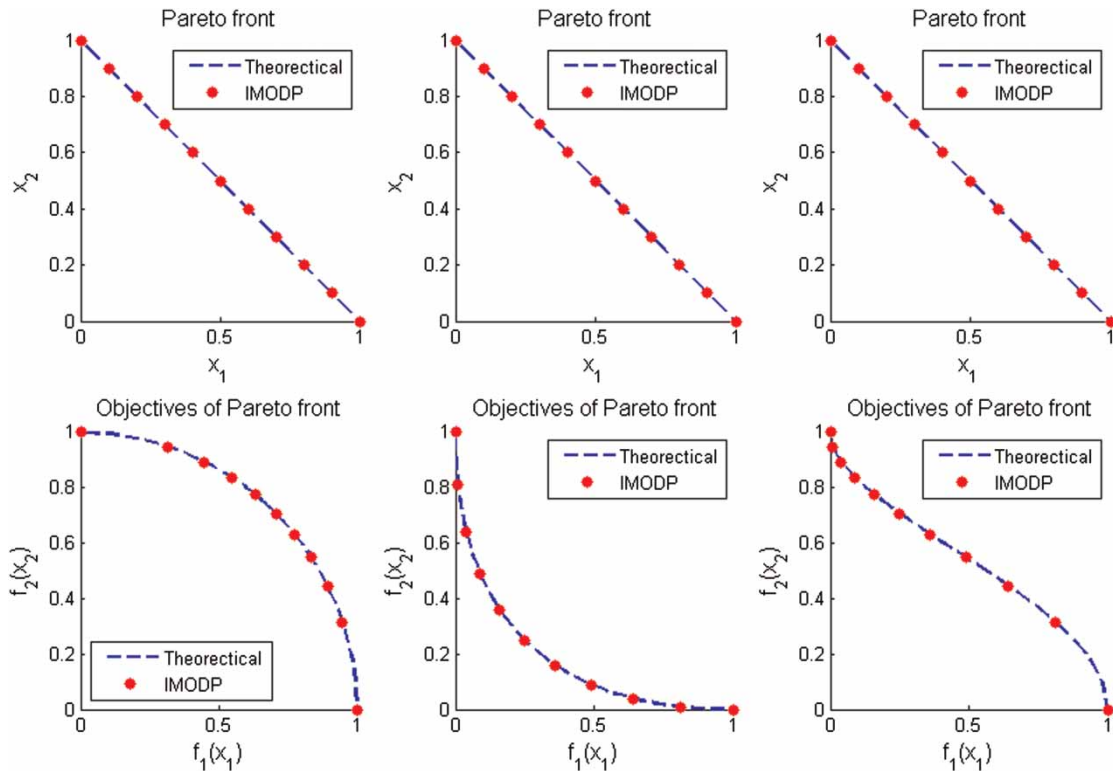 Pareto front
1
0.8
0.6
0.4
0.2
0
x2
0
0.5
1
x1
Theorectical
IMODP
Pareto front
1
0.8
0.6
0.4
0.2
0
x2
0
0.5
1
x1
Theorectical
IMODP
Pareto front
1
0.8
0.6
0.4
0.2
0
x2
0
0.5
1
x1
Theorectical
IMODP
Objectives of Pareto front
1
0.8
0.6
0.4
0.2
0
f2(x2)
0
0.5
1
f1(x1)
Theorectical
IMODP
Objectives of Pareto front
1
0.8
0.6
0.4
0.2
0
f2(x2)
0
0.5
1
f1(x1)
Theorectical
IMODP
Objectives of Pareto front
1
0.8
0.6
0.4
0.2
0
f2(x2)
0
0.5
1
f1(x1)
Theorectical
IMODP